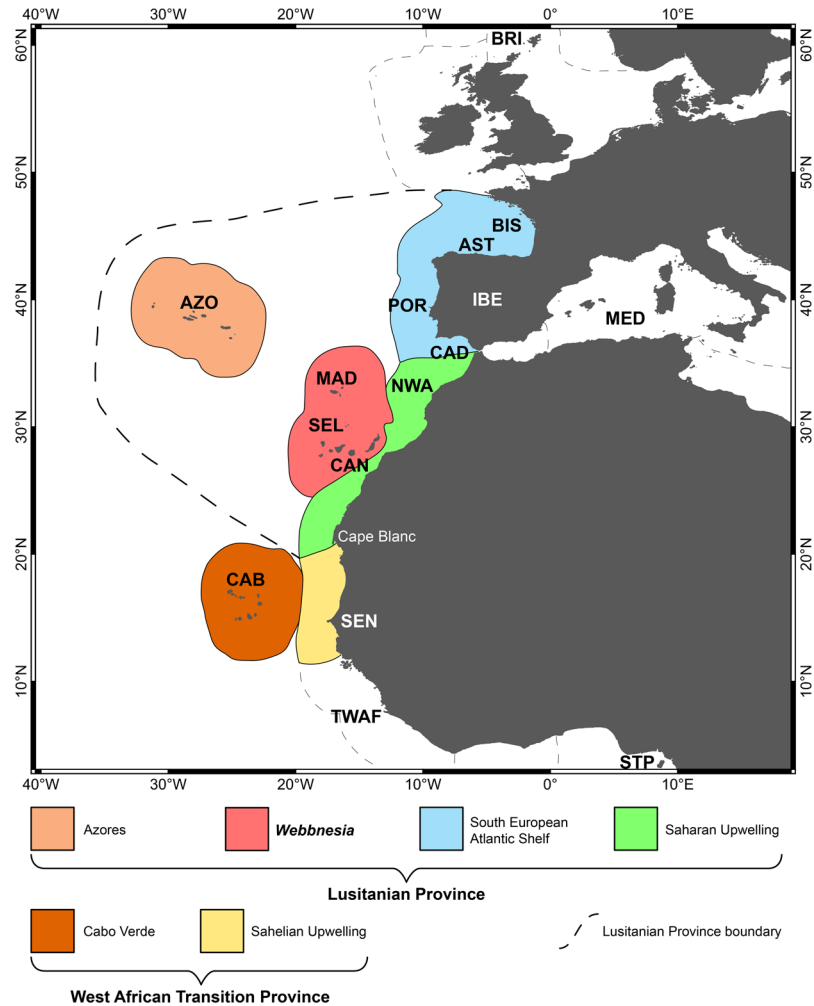 40°W 30°W 20°W 10°W 0° 10°E
60°N 60°N
BRI
50°N 50°N
BIS
AST
40°N 40°N
AZO
POR
IBE
MED
CAD
MAD
NWA
30°N 30°N
SEL
CAN
Cape Blanc
20°N 20°N
CAB
SEN
10°N 10°N
TWAF
STP
40°W 30°W 20°W 10°W 0° 10°E
Azores
Webbnesia
South European
Atlantic Shelf
Saharan Upwelling
Lusitanian Province
Cabo Verde
Sahelian Upwelling
Lusitanian Province boundary
West African Transition Province